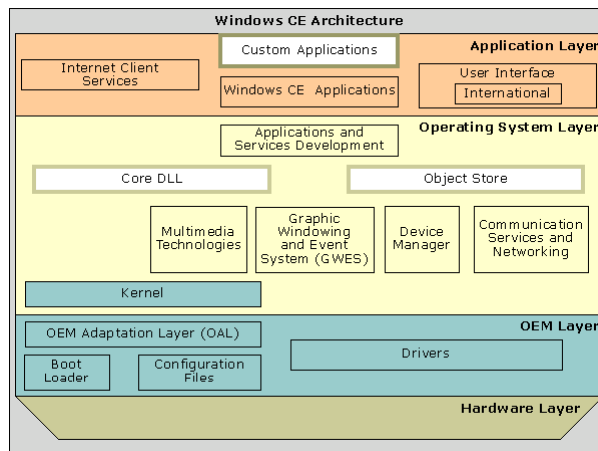 Windows CE Architecture
Application Layer
Custom Applications
Internet Client
Services
Windows CE Applications
User Interface
International
Operating System Layer
Applications and
Services Development
Core DLL
Object Store
Multimedia
Technologies
Graphic
Windowing
and Event
System (GWES)
Device
Manager
Communication
Services and
Networking
Kernel
OEM Layer
OEM Adaptation Layer (OAL)
Drivers
Boot
Loader
Configuration
Files
Hardware Layer